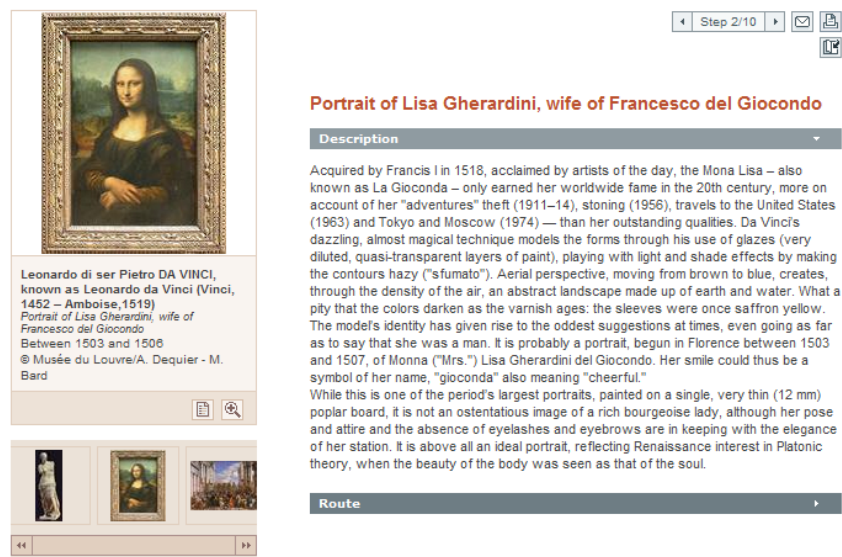 Step 2/10
Portrait of Lisa Gherardini, wife of Francesco del Giocondo
Description
Acquired by Francis I in 1518, acclaimed by artists of the day, the Mona Lisa – also
known as La Gioconda – only earned her worldwide fame in the 20th century, more on
account of her "adventures" theft (1911–14), stoning (1956), travels to the United States
(1963) and Tokyo and Moscow (1974) — than her outstanding qualities. Da Vinci's
dazzling, almost magical technique models the forms through his use of glazes (very
diluted, quasi-transparent layers of paint), playing with light and shade effects by making
the contours hazy ("sfumato"). Aerial perspective, moving from brown to blue, creates,
through the density of the air, an abstract landscape made up of earth and water. What a
pity that the colors darken as the varnish ages: the sleeves were once saffron yellow.
The model's identity has given rise to the oddest suggestions at times, even going as far
as to say that she was a man. It is probably a portrait, begun in Florence between 1503
and 1507, of Monna ("Mrs.") Lisa Gherardini del Giocondo. Her smile could thus be a
symbol of her name, "gioconda" also meaning "cheerful."
While this is one of the period's largest portraits, painted on a single, very thin (12 mm)
poplar board, it is not an ostentatious image of a rich bourgeoise lady, although her pose
and attire and the absence of eyelashes and eyebrows are in keeping with the elegance
of her station. It is above all an ideal portrait, reflecting Renaissance interest in Platonic
theory, when the beauty of the body was seen as that of the soul.
Route
Leonardo di ser Pietro DA VINCI,
known as Leonardo da Vinci (Vinci,
1452 – Amboise,1519)
Portrait of Lisa Gherardini, wife of
Francesco del Giocondo
Between 1503 and 1506
© Musée du Louvre/A. Dequier - M.
Bard